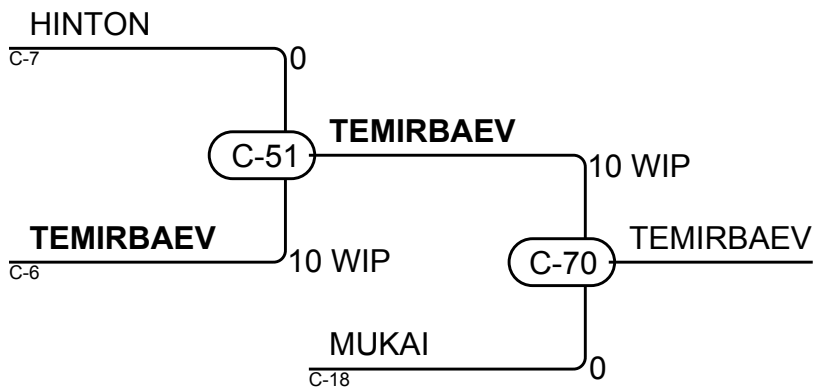 HINTON
C-7
0
C-51
TEMIRBAEV
10 WIP
TEMIRBAEV
C-6
10 WIP
C-70
TEMIRBAEV
MUKAI
C-18
0